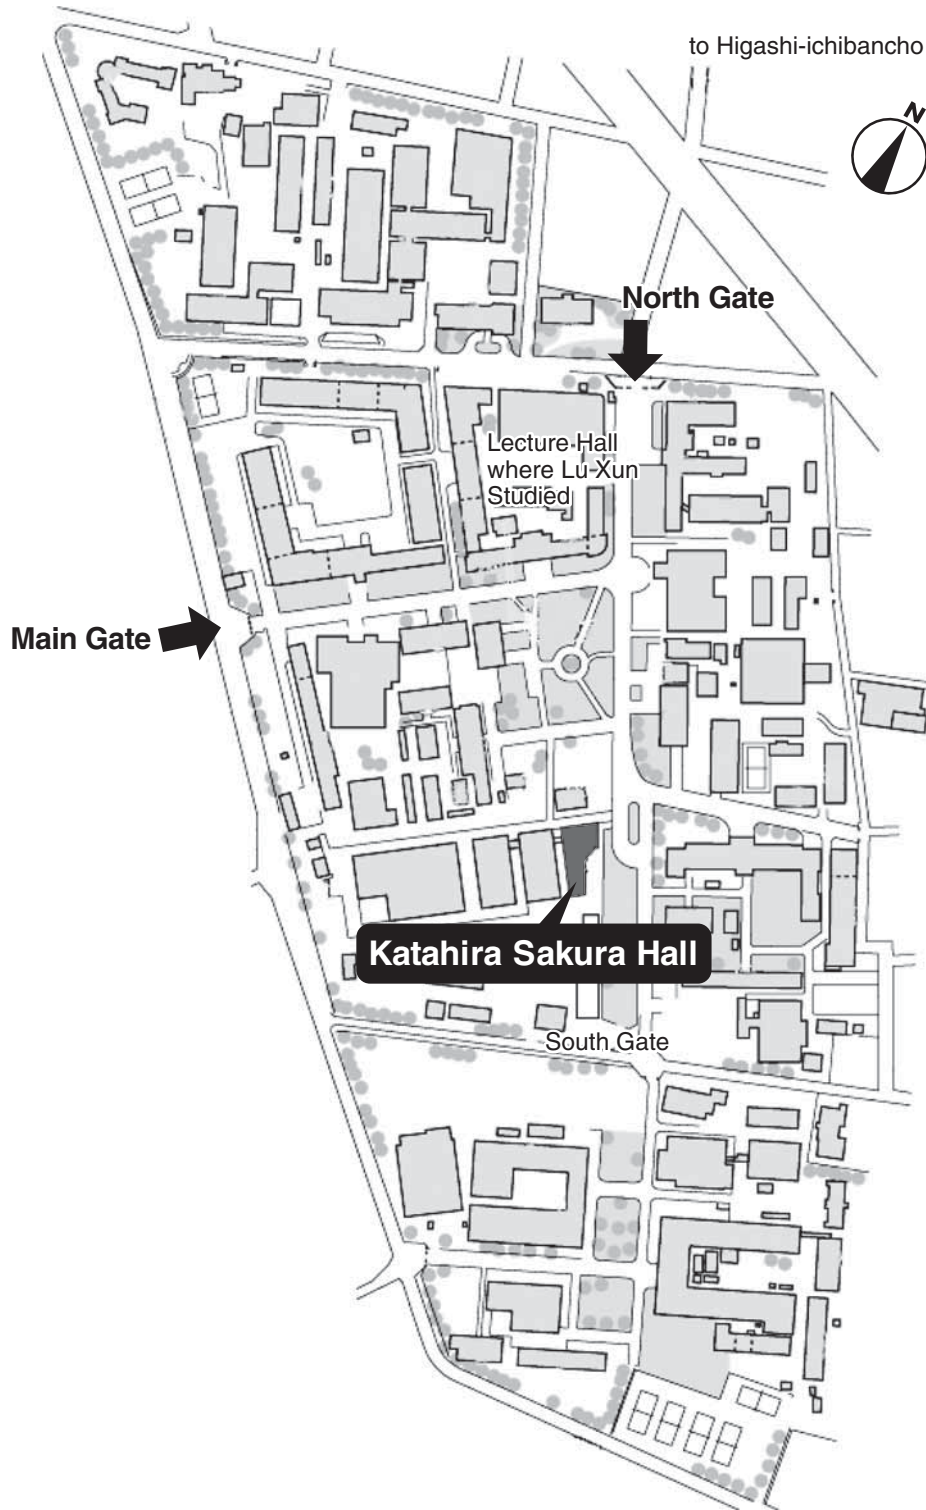 to Higashi-ichibancho
N
North Gate
Lecture Hall
where Lu Xun
Studied
Main Gate
Katahira Sakura Hall
South Gate